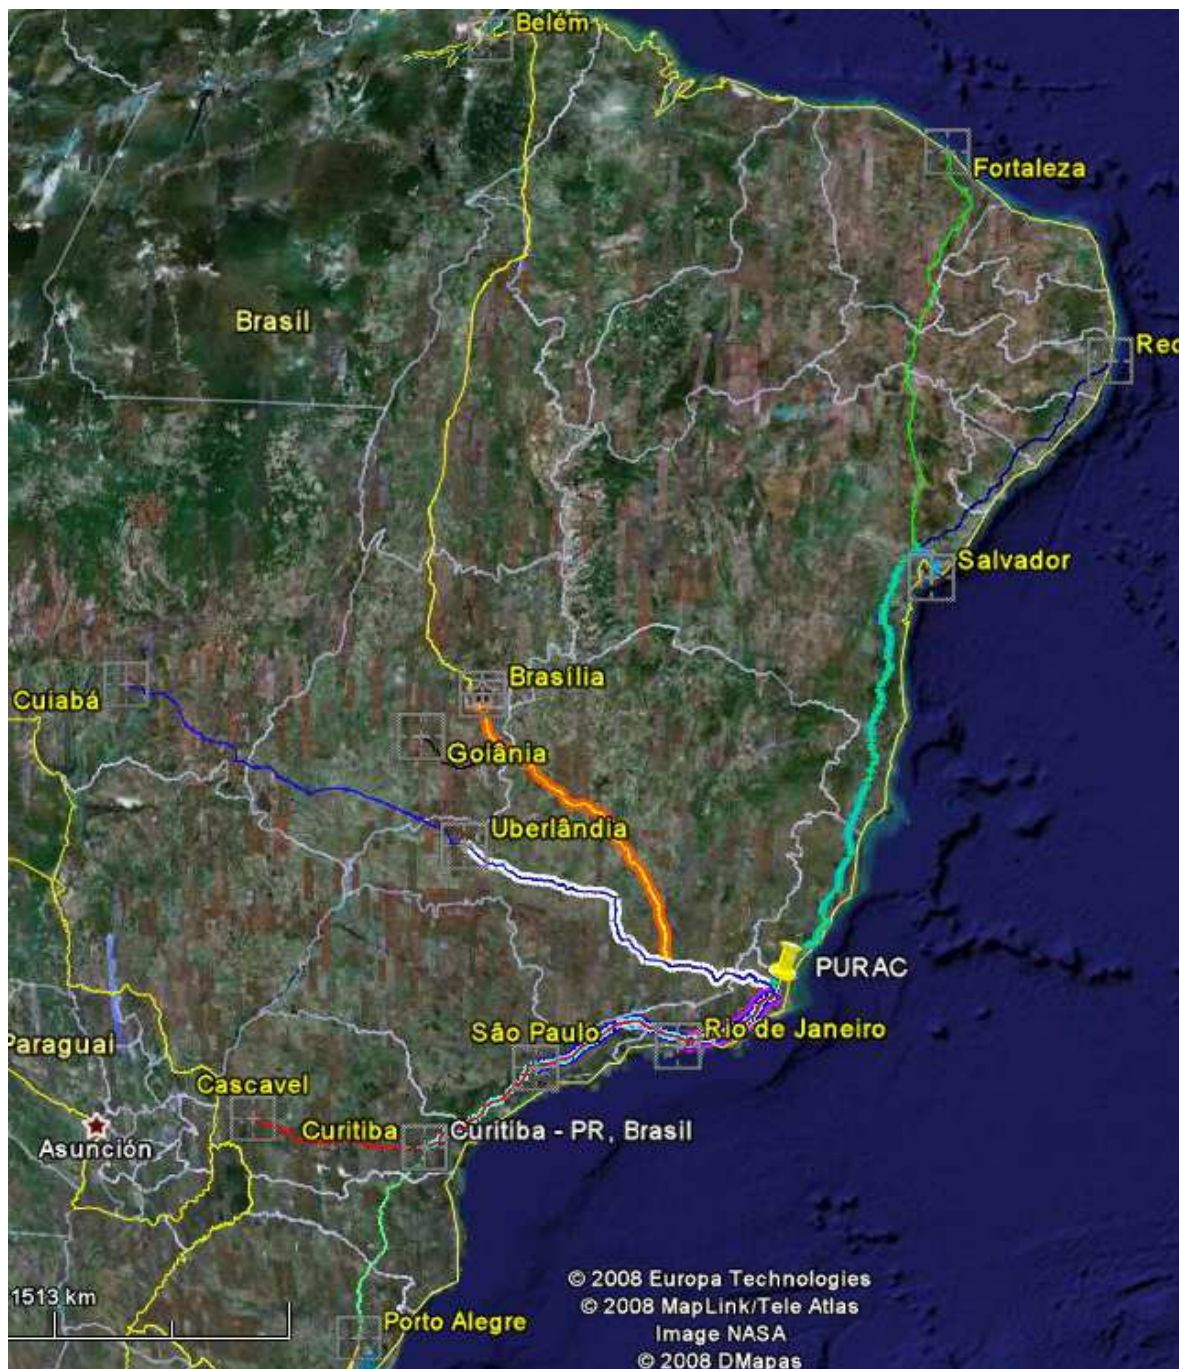 Belém
Fortaleza
Brasil
Rec
Salvador
Brasília
Cuiabá
Goiânia
Uberlândia
PURAC
São Paulo
Rio de Janeiro
Paraguai
Cascavel
Curitiba
Curitiba - PR, Brasil
Asunción
© 2008 Europa Technologies
1513 km
© 2008 MapLink/Tele Atlas
Porto Alegre
Image NASA
© 2008 DMapas